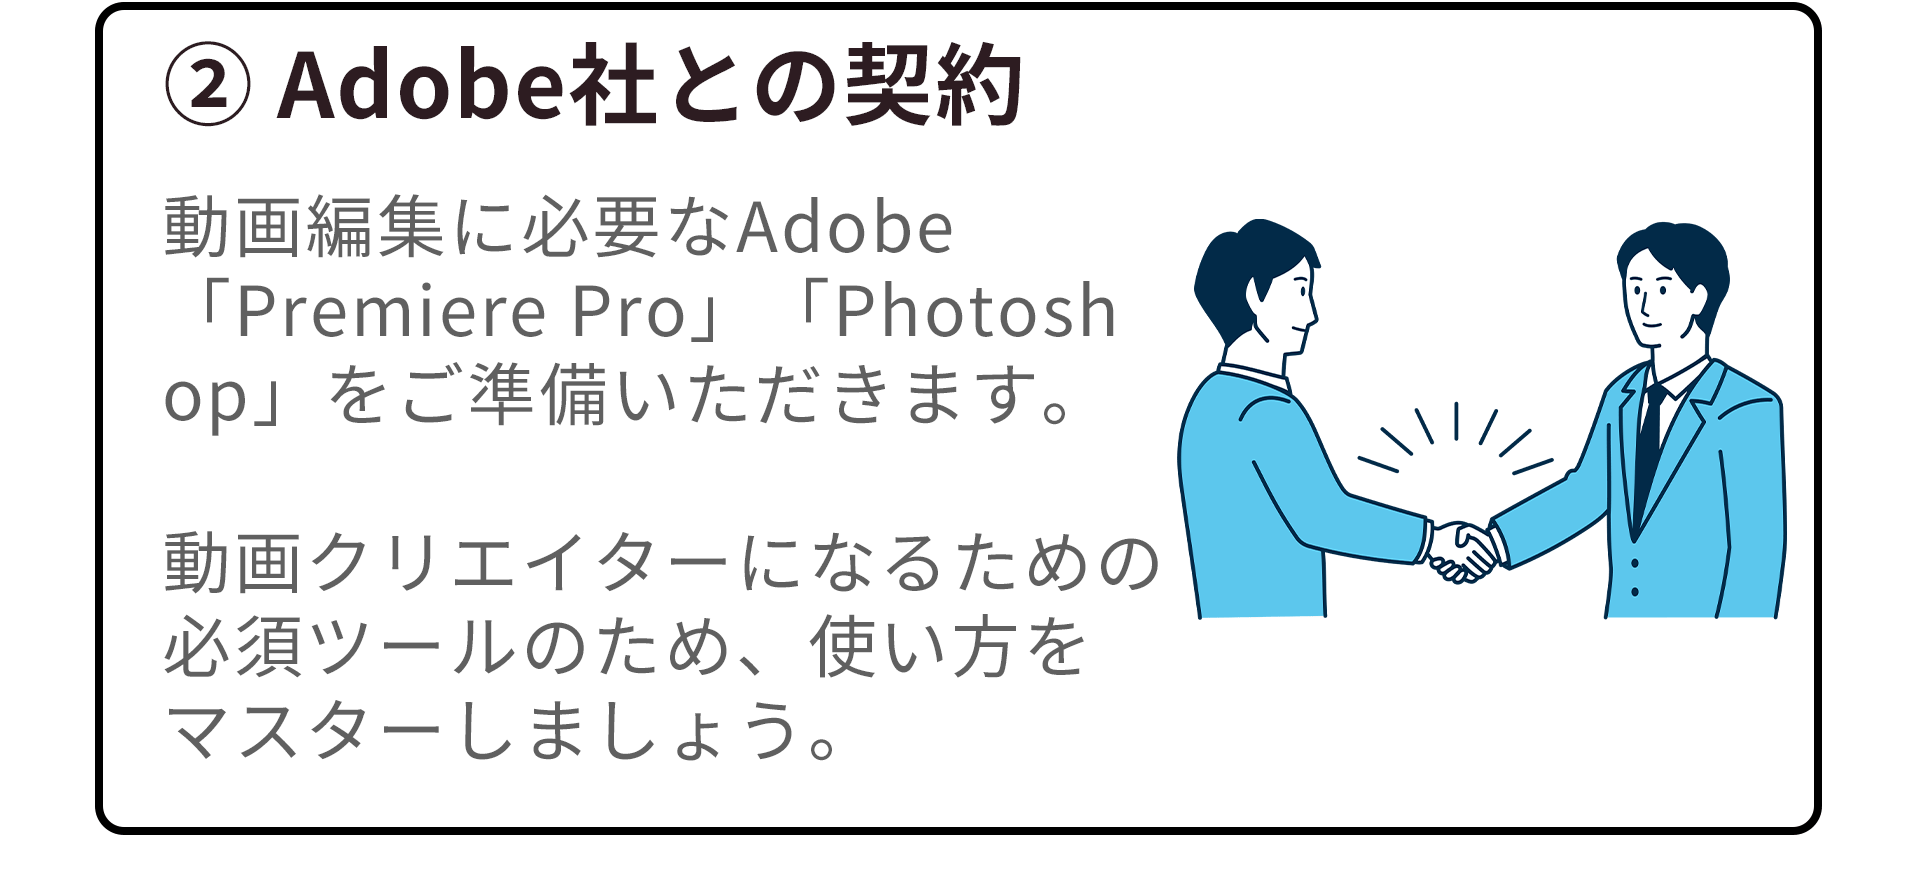 ② Adobe社との契約
動画編集に必要なAdobe
「Premiere Pro」「Photosh
op」をご準備いただきます。
動画クリエイターになるための
必須ツールのため、使い方を
マスターしましょう。